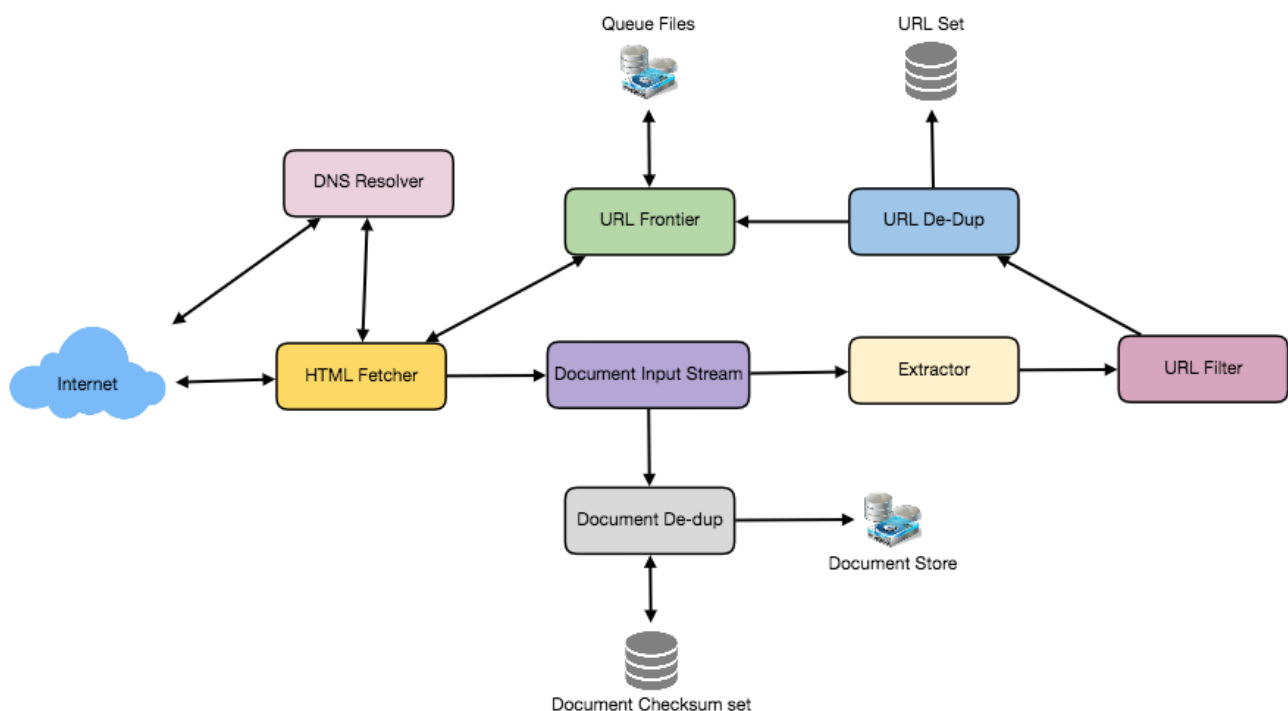 Queue Files
URL Set
DNS Resolver
URL Frontier
URL De-Dup
Internet
HTML Fetcher
Document Input Stream
Extractor
URL Filter
Document De-dup
Document Store
Document Checksum set